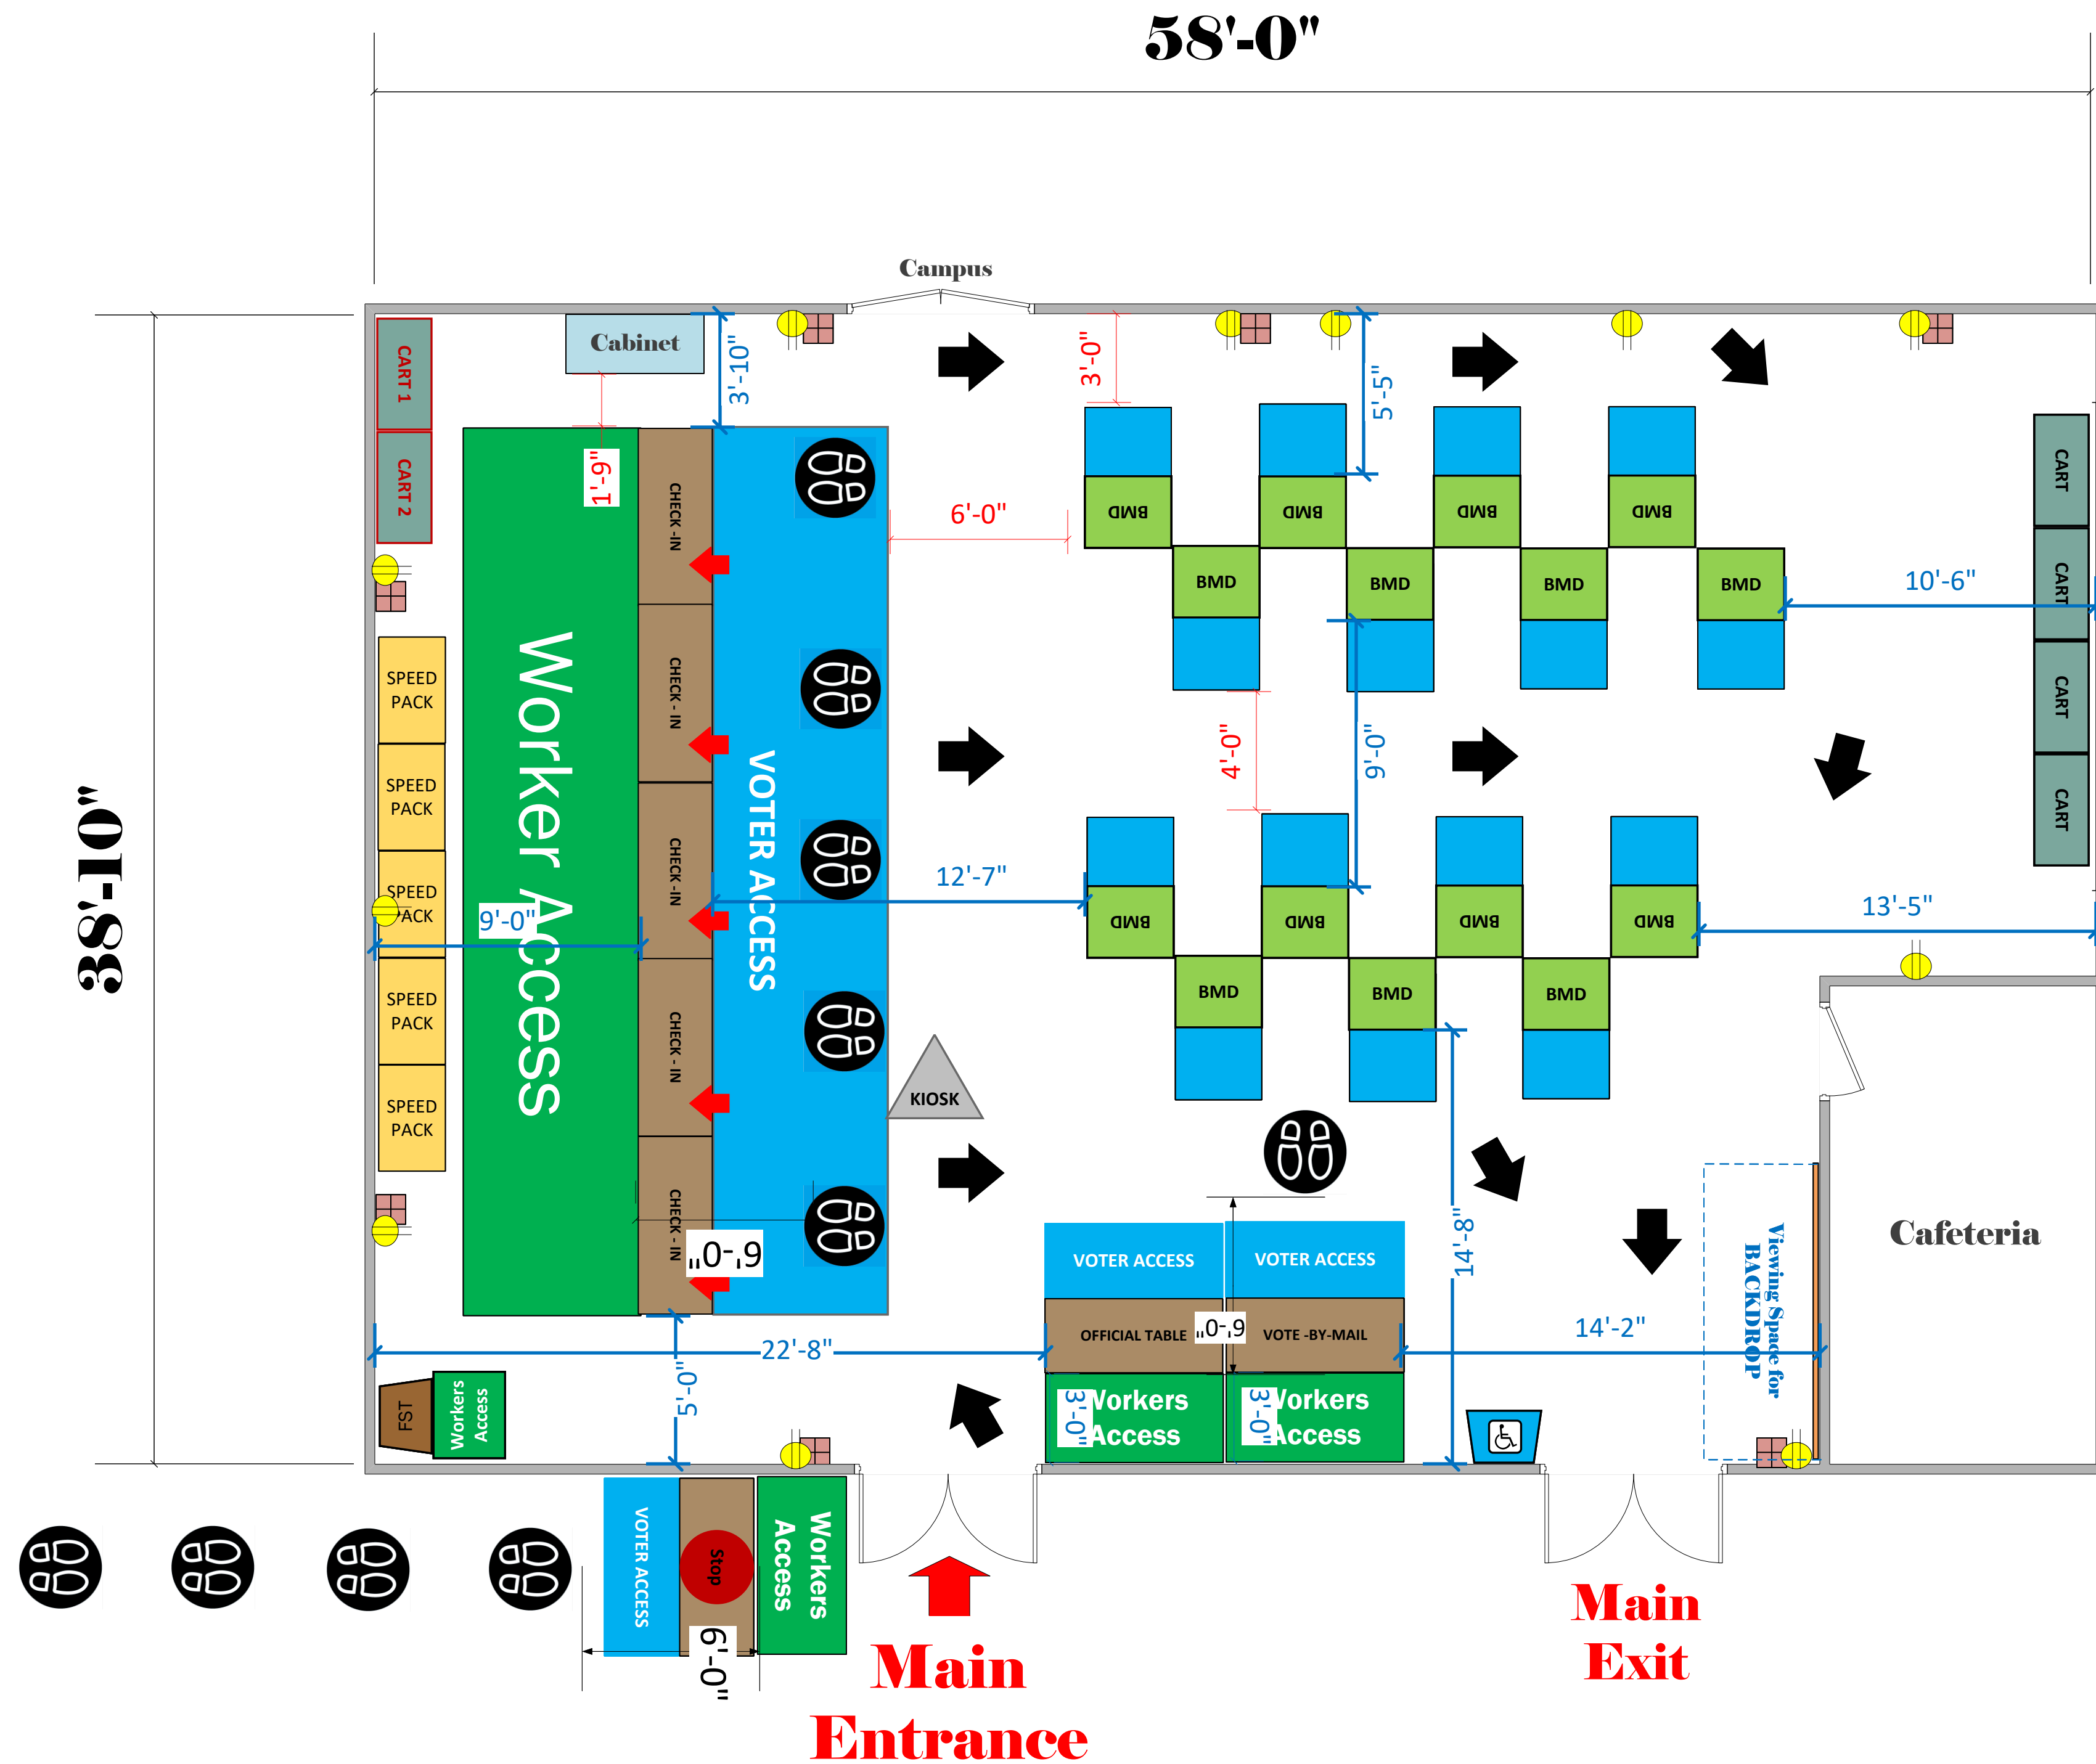 58'-0"
Campus
Cabinet
3'-10"
3'-0"
5'-5"
CART 1
CART 2
1'-9"
CHECK -IN
6'-0"
BMD
BMD
BMD
BMD
BMD
BMD
BMD
BMD
10'-6"
CART
CART
CART
CART
38'-10"
SPEED
PACK
SPEED
PACK
SPEED
PACK
SPEED
PACK
SPEED
PACK
Worker Access
CHECK - IN
CHECK -IN
CHECK - IN
CHECK - IN
VOTER ACCESS
4'-0"
9'-0"
12'-7"
9'-0"
BMD
BMD
BMD
BMD
13'-5"
BMD
BMD
BMD
KIOSK
6'-0"
14'-8"
VOTER ACCESS
VOTER ACCESS
OFFICIAL TABLE
6'-0"
VOTE -BY-MAIL
14'-2"
Viewing Space for
BACKDROP
Cafeteria
22'-8"
5'-0"
3'-0"
Workers
Access
3'-0"
Workers
Access
FST
Workers
Access
VOTER ACCESS
Stop
Workers
Access
6'-0"
Main
Entrance
Main
Exit